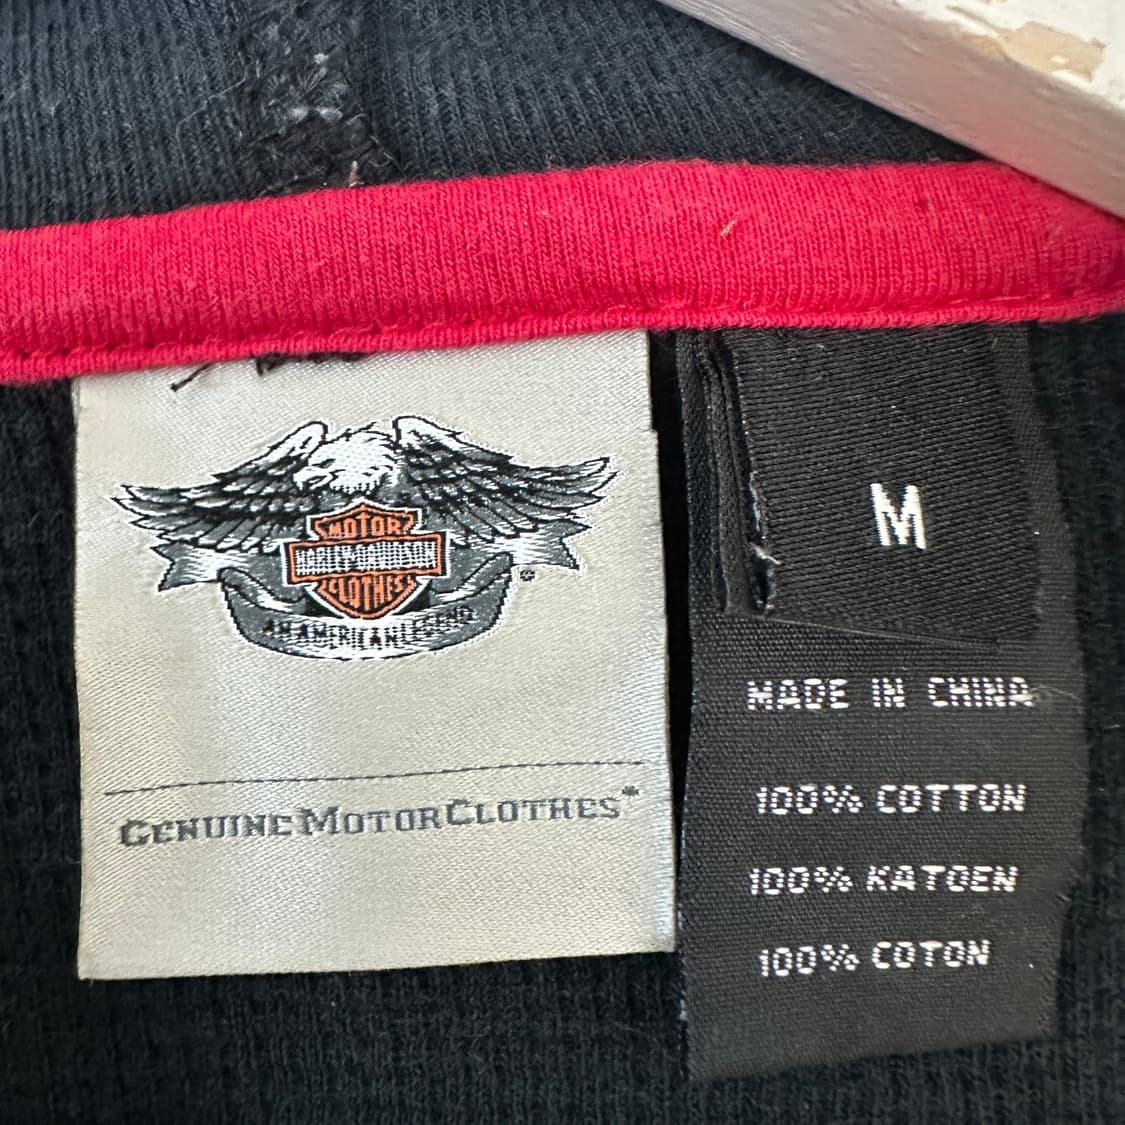 MOTOR
HARLEY-DAVIDSON
CLOTHES
®
AN AMERICAN LEGEND
GENUINE MOTORCLOTHES®
M
MADE IN CHINA
100% COTTON
100% KATOEN
100% COTON